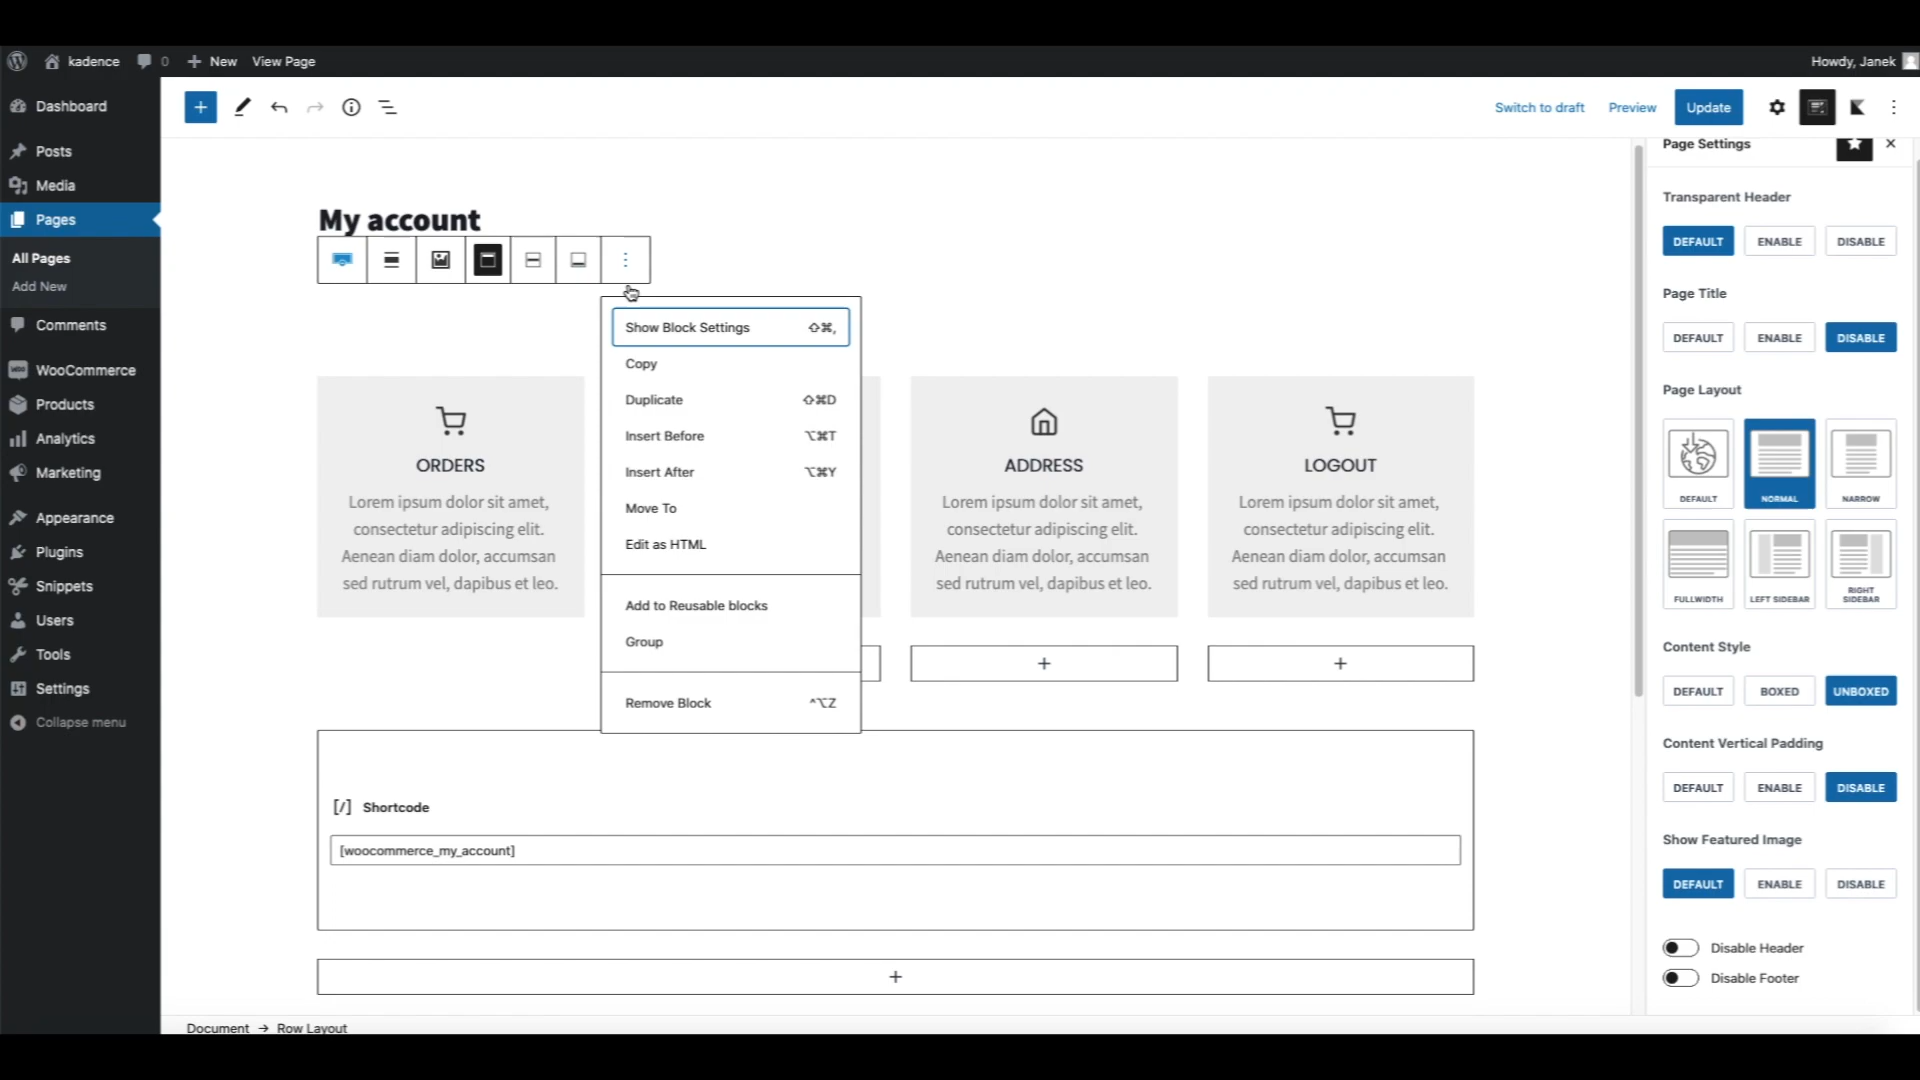 kadence 0 New View Page
Howdy, Janek
Dashboard
Posts
Media
Pages
All Pages
Add New
Comments
WooCommerce
Products
Analytics
Marketing
Appearance
Plugins
Snippets
Users
Tools
Settings
Collapse menu
Switch to draft Preview Update
My account
Show Block Settings ⇧⌘,
Copy
Duplicate ⇧⌘D
Insert Before ⌥⌘T
Insert After ⌥⌘Y
Move To
Edit as HTML
Add to Reusable blocks
Group
Remove Block ^⌥Z
ORDERS
Lorem ipsum dolor sit amet,
consectetur adipiscing elit.
Aenean diam dolor, accumsan
sed rutrum vel, dapibus et leo.
ADDRESS
Lorem ipsum dolor sit amet,
consectetur adipiscing elit.
Aenean diam dolor, accumsan
sed rutrum vel, dapibus et leo.
LOGOUT
Lorem ipsum dolor sit amet,
consectetur adipiscing elit.
Aenean diam dolor, accumsan
sed rutrum vel, dapibus et leo.
[/] Shortcode
[woocommerce_my_account]
Document → Row Layout
Page Settings
Transparent Header
DEFAULT ENABLE DISABLE
Page Title
DEFAULT ENABLE DISABLE
Page Layout
DEFAULT NORMAL NARROW
FULLWIDTH LEFT SIDEBAR RIGHT SIDEBAR
Content Style
DEFAULT BOXED UNBOXED
Content Vertical Padding
DEFAULT ENABLE DISABLE
Show Featured Image
DEFAULT ENABLE DISABLE
Disable Header
Disable Footer